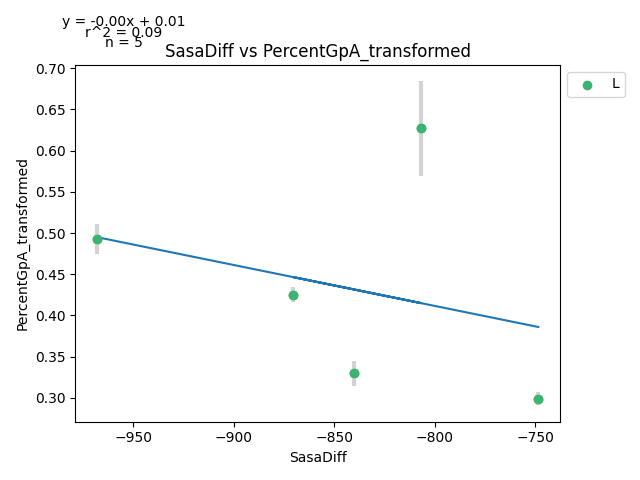 y = -0.00x + 0.01
r^2 = 0.09
n = 5
SasaDiff vs PercentGpA_transformed
L
PercentGpA_transformed
0.70
0.65
0.60
0.55
0.50
0.45
0.40
0.35
0.30
−950 −900 −850 −800 −750
SasaDiff